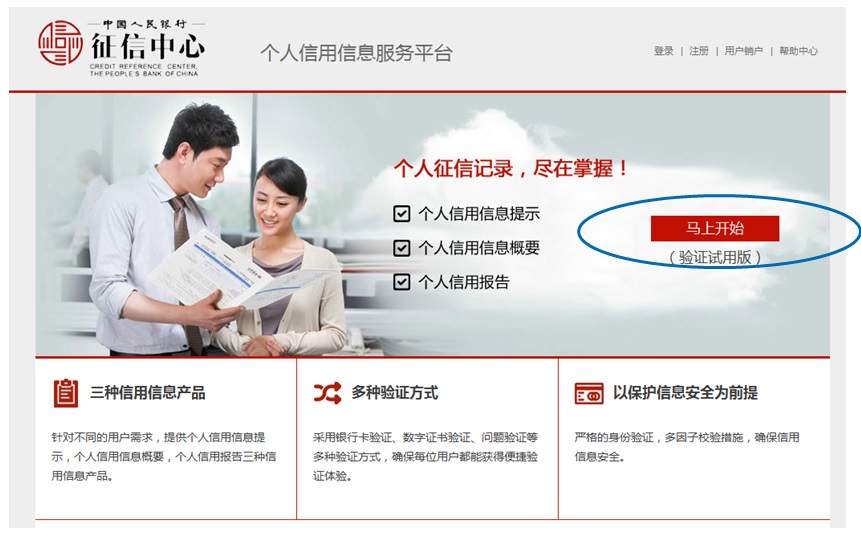 中国人民银行
征信中心
CREDIT REFERENCE CENTER,
THE PEOPLE'S BANK OF CHINA
个人信用信息服务平台
登录 | 注册 | 用户销户 | 帮助中心
个人征信记录，尽在掌握！
个人信用信息提示
个人信用信息概要
个人信用报告
马上开始
（验证试用版）
三种信用信息产品
针对不同的用户需求，提供个人信用信息提
示，个人信用信息概要，个人信用报告三种信
用信息产品。
多种验证方式
采用银行卡验证、数字证书验证、问题验证等
多种验证方式，确保每位用户都能获得便捷验
证体验。
以保护信息安全为前提
严格的身份验证，多因子校验措施，确保信用
信息安全。